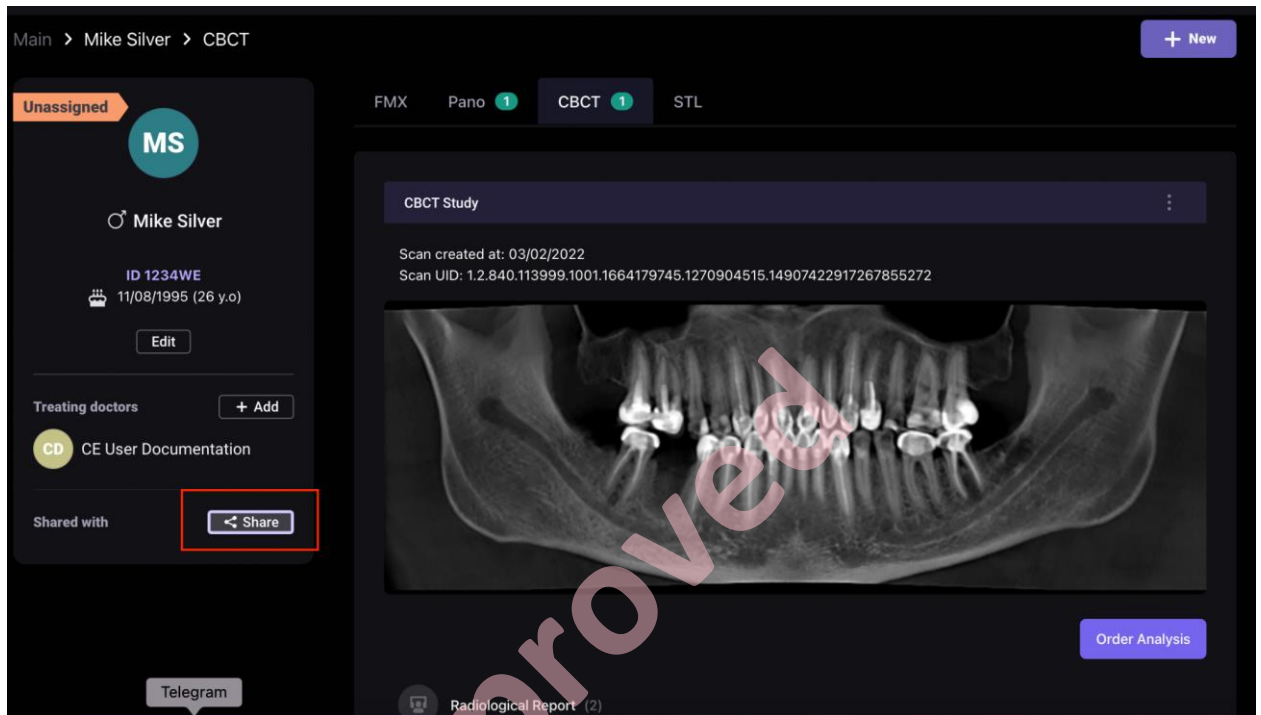 Main > Mike Silver > CBCT
+ New
Unassigned
MS
Mike Silver
ID 1234WE
11/08/1995 (26 y.o)
Edit
Treating doctors
+ Add
CD
CE User Documentation
Shared with
Share
Telegram
FMX Pano 1 CBCT 1 STL
CBCT Study
Scan created at: 03/02/2022
Scan UID: 1.2.840.113999.1001.1664179745.1270904515.14907422917267855272
Order Analysis
Radiological Report (2)
proved